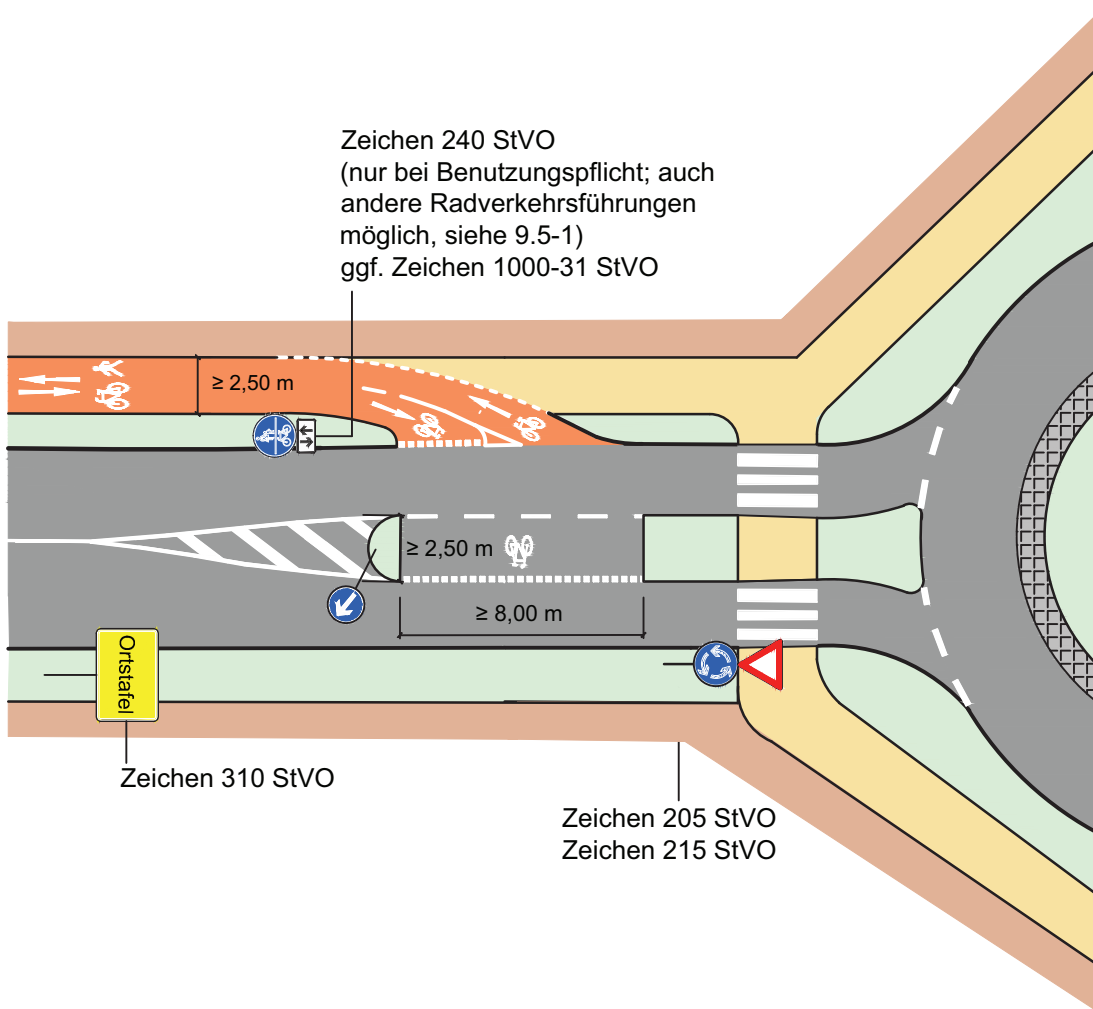 Zeichen 240 StVO
(nur bei Benutzungspflicht; auch
andere Radverkehrsführungen
möglich, siehe 9.5-1)
ggf. Zeichen 1000-31 StVO
≥ 2,50 m
≥ 2,50 m
≥ 8,00 m
Ortstafel
Zeichen 310 StVO
Zeichen 205 StVO
Zeichen 215 StVO